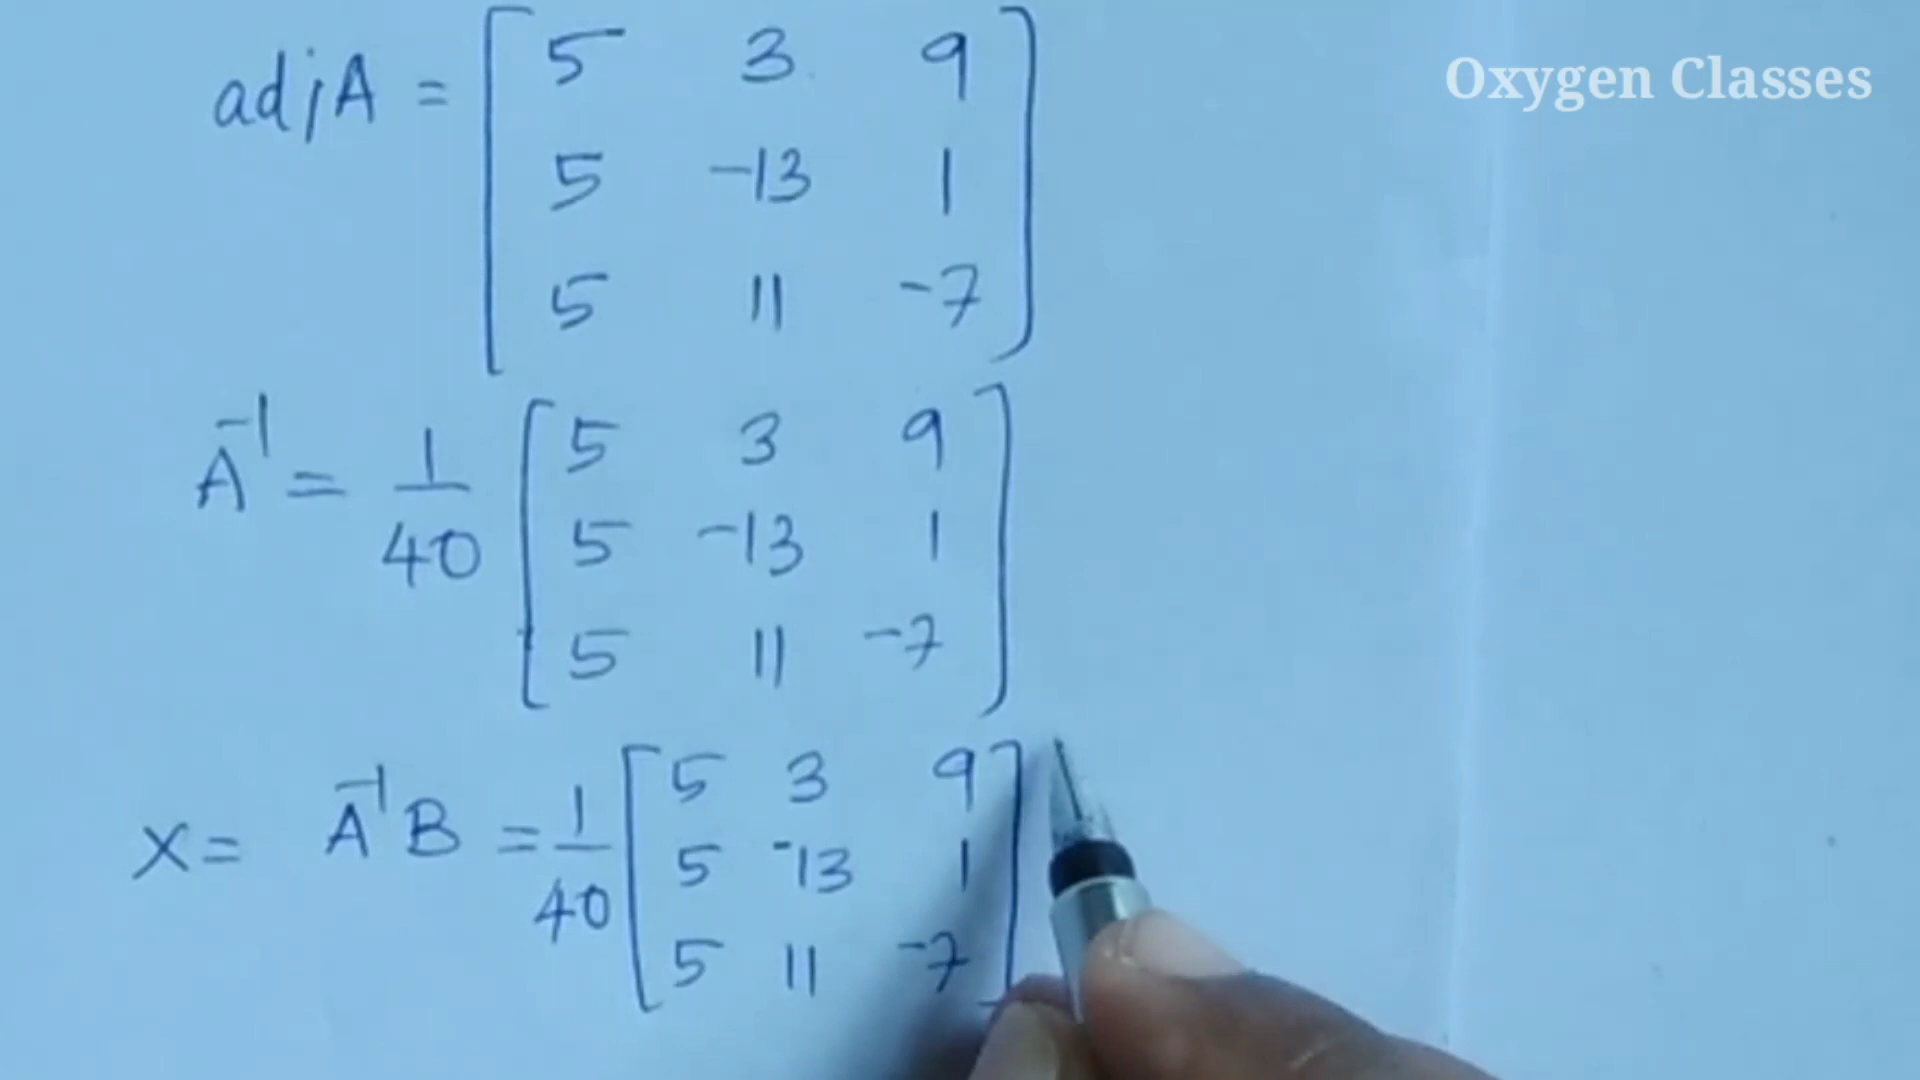 Oxygen Classes
adjA = [ 5 3 9
5 -13 1
5 11 -7 ]
A⁻¹ = 1/40 [ 5 3 9
5 -13 1
5 11 -7 ]
X = A⁻¹B = 1/40 [ 5 3 9
5 -13 1
5 11 -7 ]